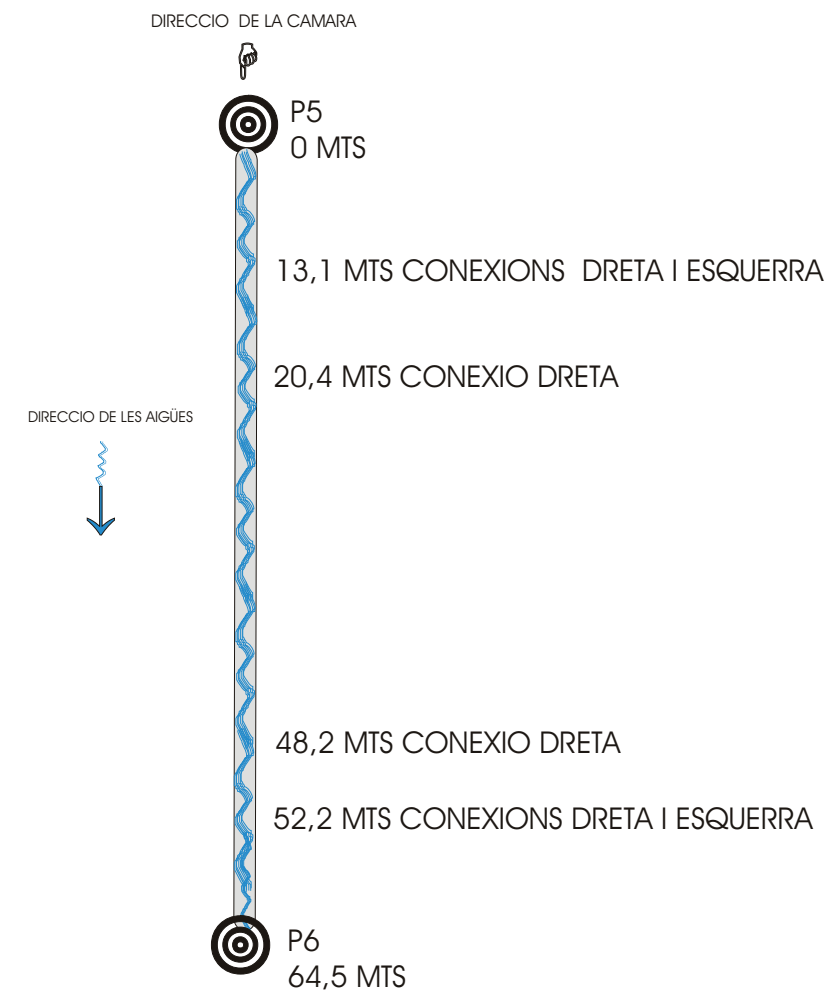 DIRECCIO DE LA CAMARA
P5
0 MTS
13,1 MTS CONEXIONS DRETA I ESQUERRA
20,4 MTS CONEXIO DRETA
DIRECCIO DE LES AIGÜES
48,2 MTS CONEXIO DRETA
52,2 MTS CONEXIONS DRETA I ESQUERRA
P6
64,5 MTS